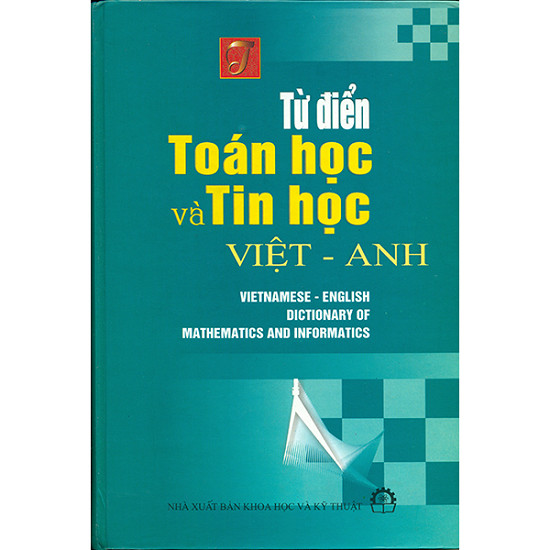 T
Từ điển
Toán học
và Tin học
VIỆT - ANH
VIETNAMESE - ENGLISH
DICTIONARY OF
MATHEMATICS AND INFORMATICS
NHÀ XUẤT BẢN KHOA HỌC VÀ KỸ THUẬT